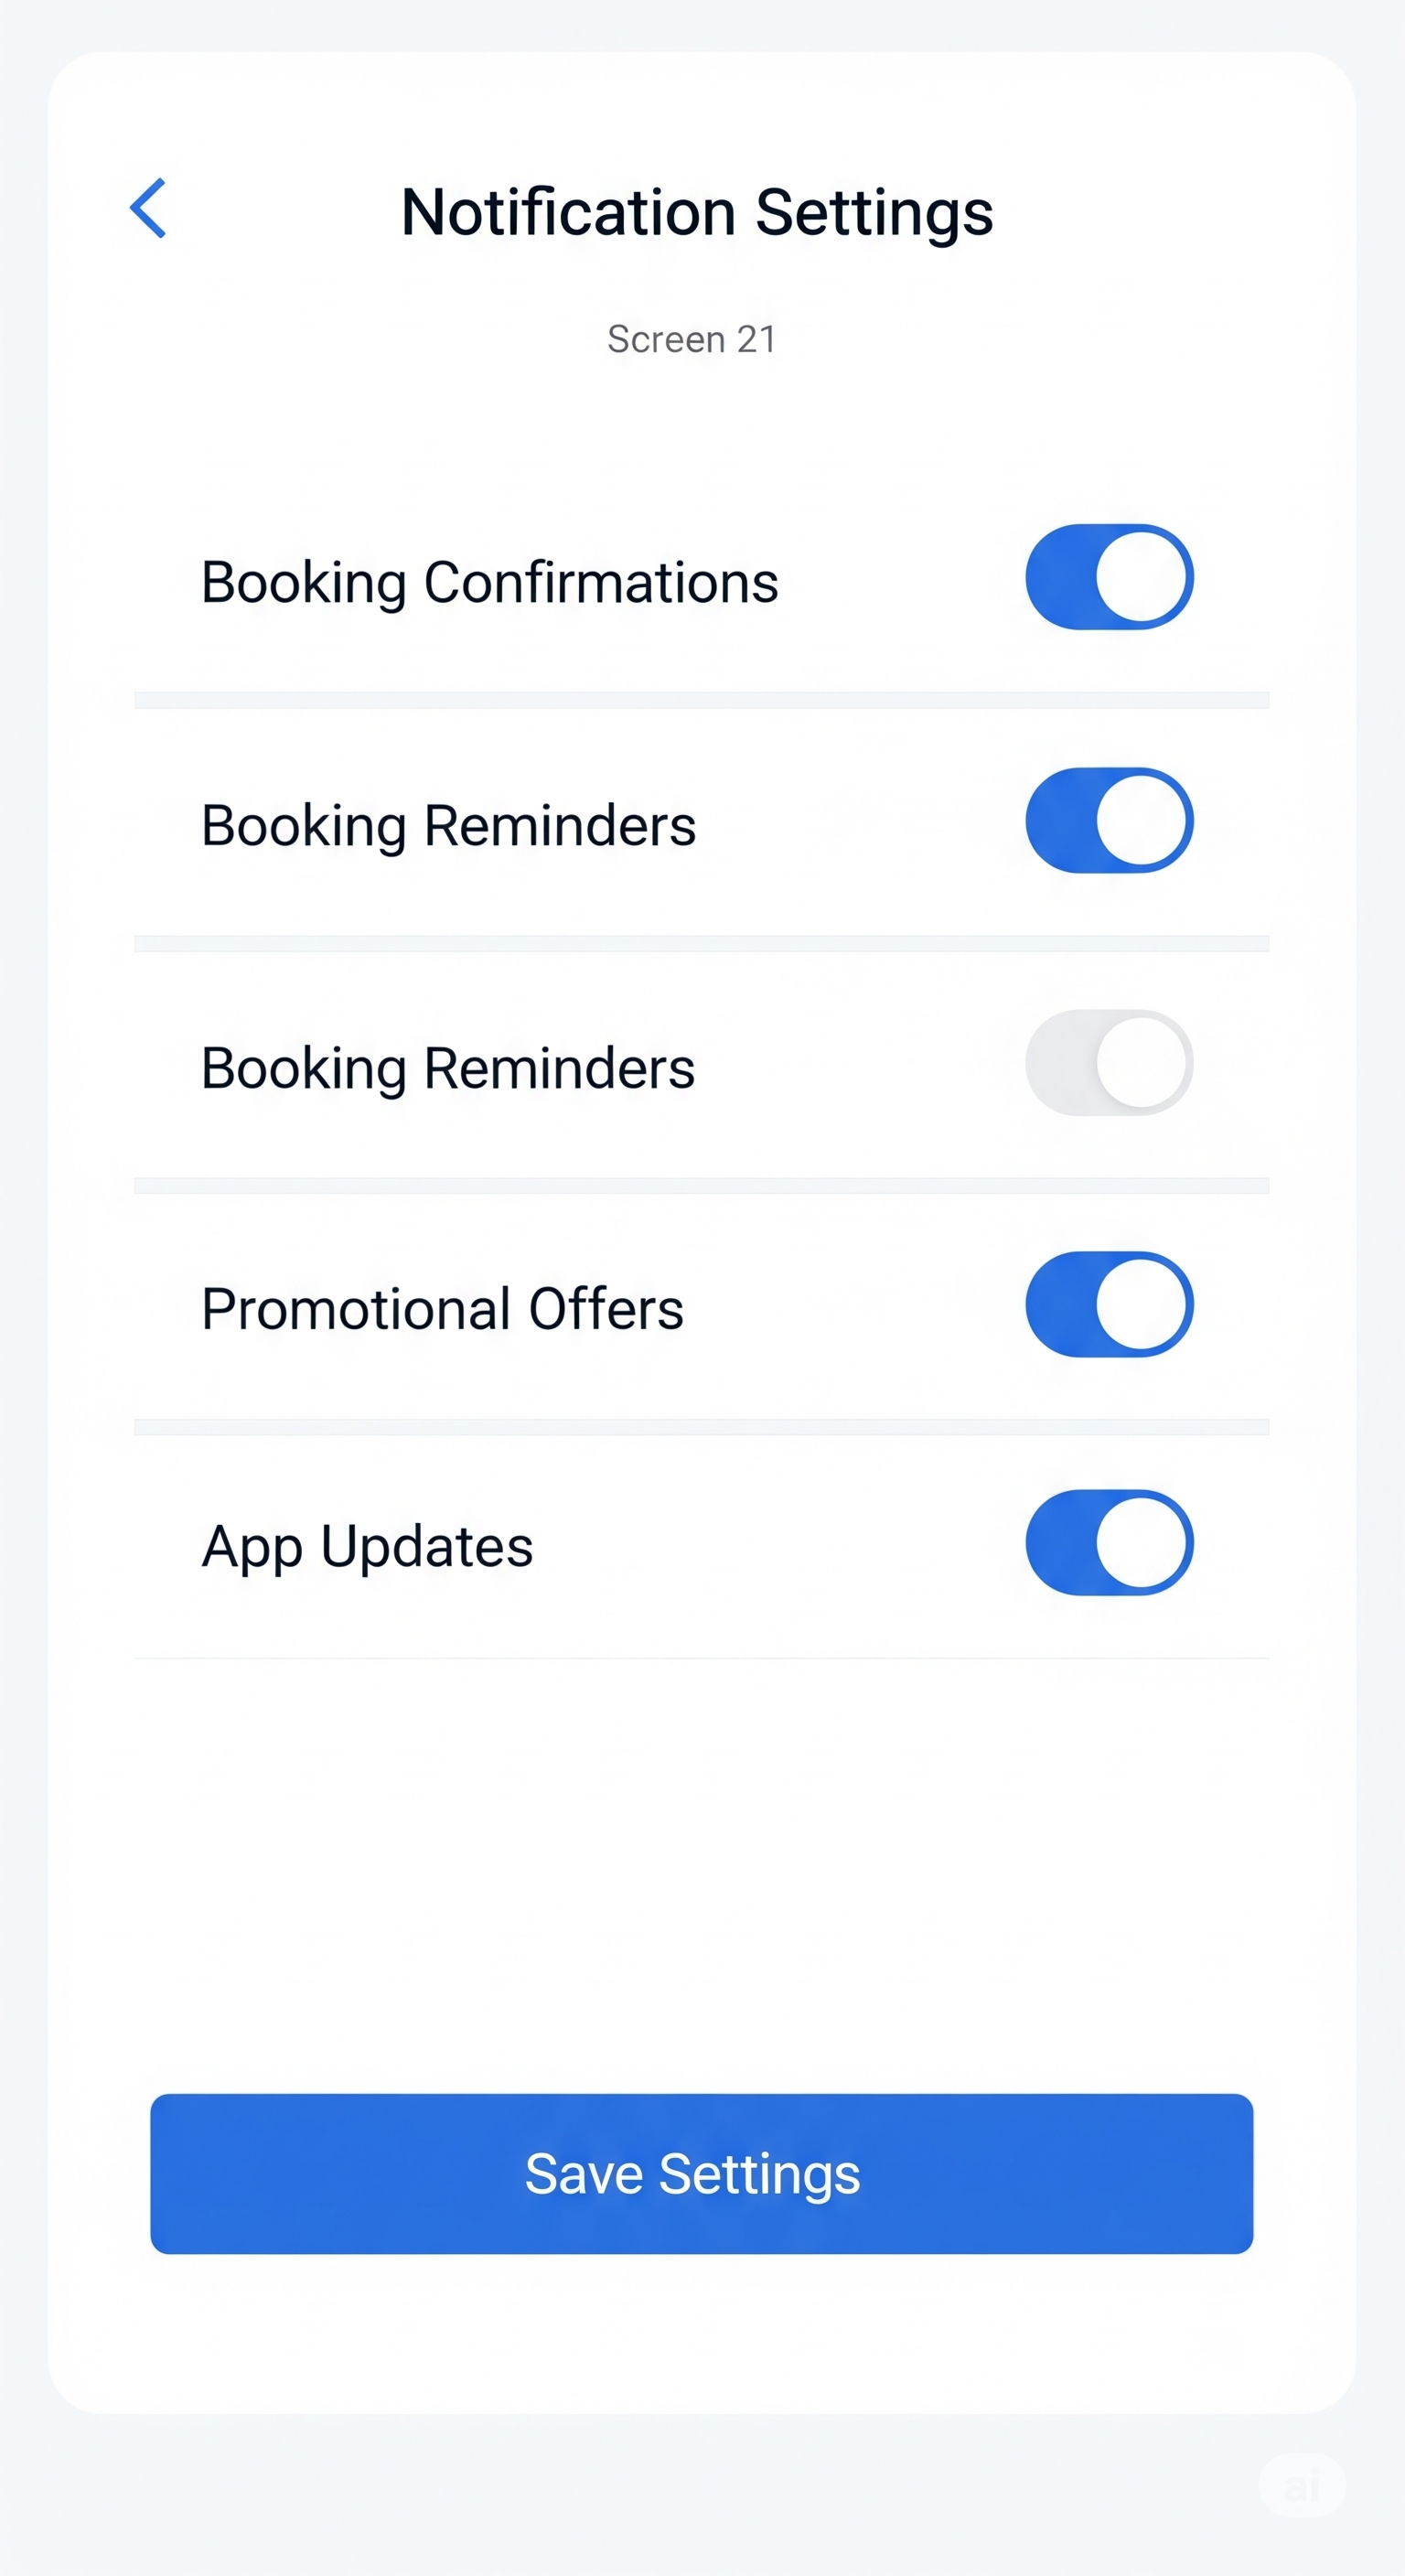 Notification Settings
Screen 21
Booking Confirmations
Booking Reminders
Booking Reminders
Promotional Offers
App Updates
Save Settings
ai